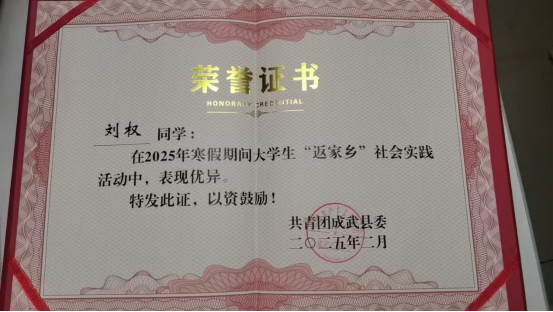 荣誉证书
HONORARY CREDENTIAL
刘权 同学：
在2025年寒假期间大学生“返家乡”社会实践
活动中，表现优异。
特发此证，以资鼓励！
共青团成武县委
二〇二五年二月